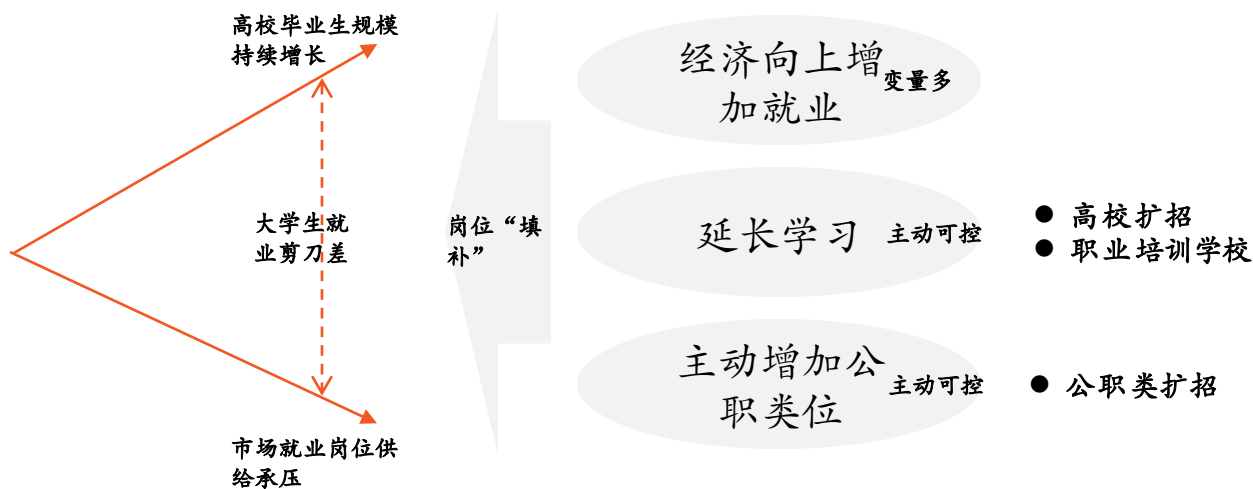 高校毕业生规模
持续增长
大学生就
业剪刀差
市场就业岗位供
给承压
岗位“填
补”
经济向上增
加就业
变量多
延长学习
主动可控
● 高校扩招
● 职业培训学校
主动增加公
职类位
主动可控
● 公职类扩招